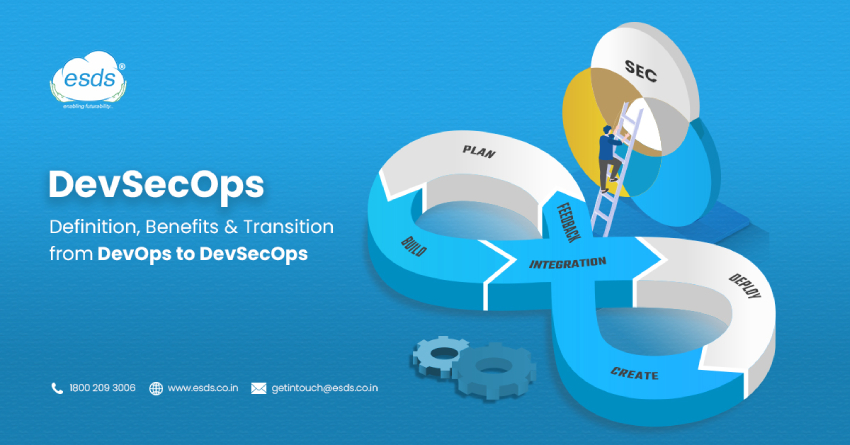 esds®
enabling futurability.
DevSecOps
Definition, Benefits & Transition
from DevOps to DevSecOps
1800 209 3006
www.esds.co.in
getintouch@esds.co.in
SEC
PLAN
FEEDBACK
BUILD
INTEGRATION
DEPLOY
CREATE